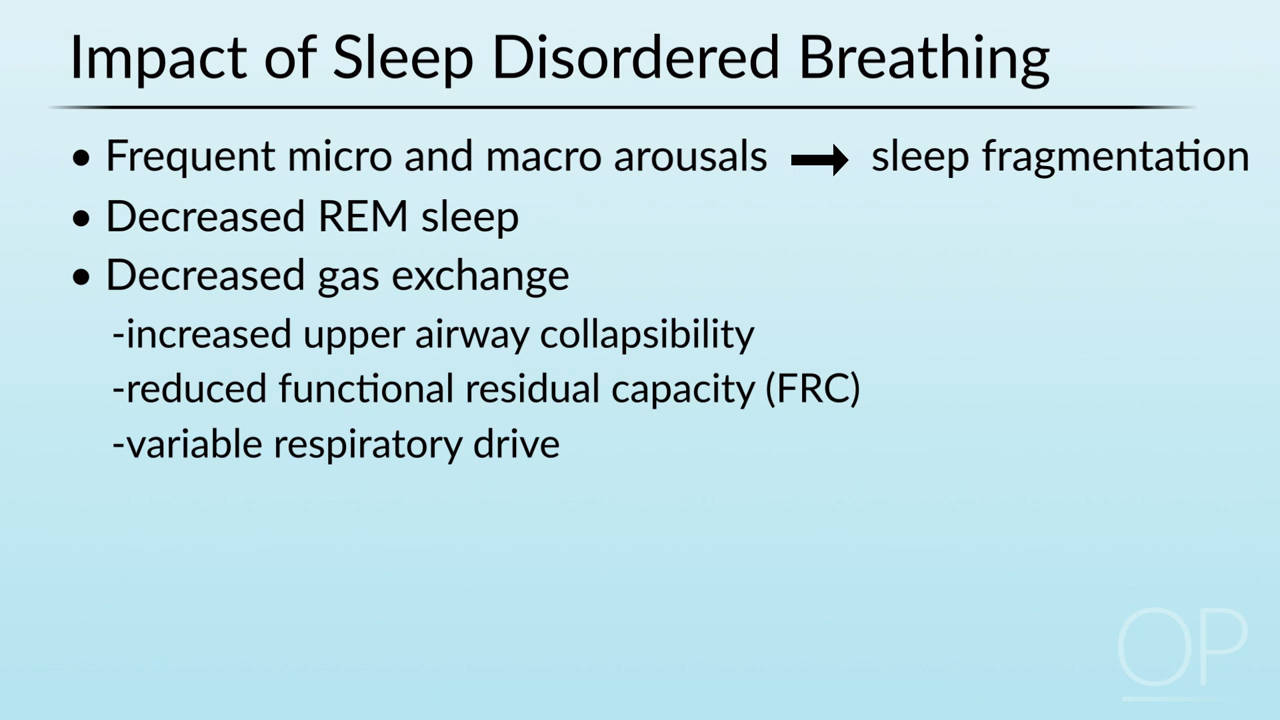 Impact of Sleep Disordered Breathing
• Frequent micro and macro arousals ➡ sleep fragmentation
• Decreased REM sleep
• Decreased gas exchange
-increased upper airway collapsibility
-reduced functional residual capacity (FRC)
-variable respiratory drive
OP